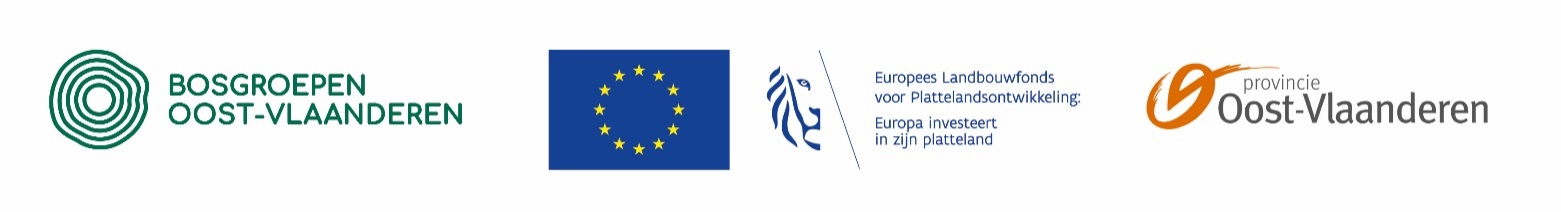 BOSGROEPEN
OOST-VLAANDEREN
Europees Landbouwfonds
voor Plattelandsontwikkeling:
Europa investeert
in zijn platteland
provincie
Oost-Vlaanderen